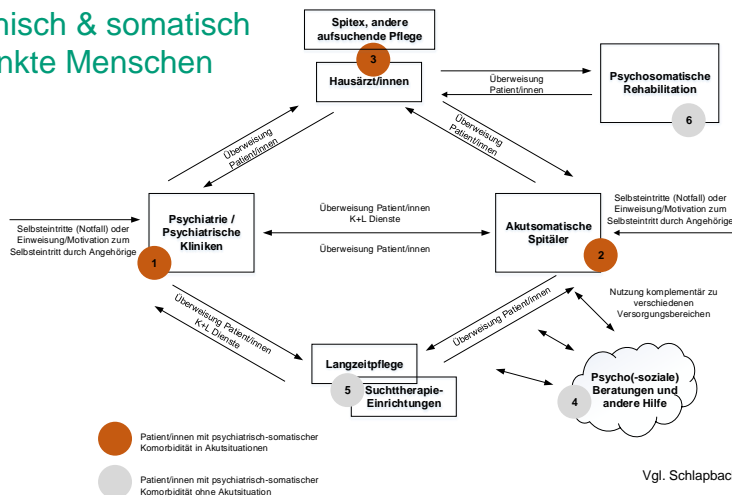 nisch & somatisch
nkte Menschen
Spitex, andere
aufsuchende Pflege
3
Hausärzt/innen
Überweisung
Patient/innen
Psychosomatische
Rehabilitation
6
Überweisung
Patient/innen
Überweisung
Patient/innen
Selbsteintritte (Notfall) oder
Einweisung/Motivation zum
Selbsteintritt durch Angehörige
Psychiatrie /
Psychiatrische
Kliniken
1
Überweisung Patient/innen
K+L Dienste
Überweisung Patient/innen
Akutsomatische
Spitäler
2
Selbsteintritte (Notfall) oder
Einweisung/Motivation zum
Selbsteintritt durch Angehörige
Überweisung Patient/innen
K+L Dienste
Überweisung Patient/innen
Nutzung komplementär zu
verschiedenen
Versorgungsbereichen
Langzeitpflege
5
Suchttherapie-
Einrichtungen
Psycho(-soziale)
Beratungen und
andere Hilfe
4
Patient/innen mit psychiatrisch-somatischer
Komorbidität in Akutsituationen
Patient/innen mit psychiatrisch-somatischer
Komorbidität ohne Akutsituation
Vgl. Schlapbac